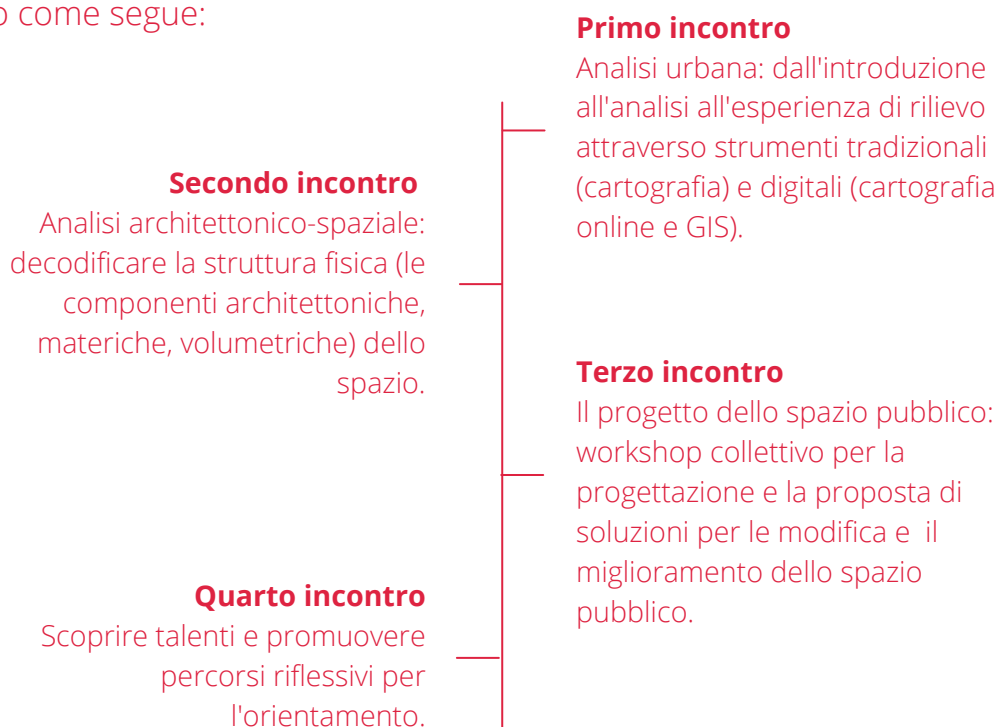 o come segue:
Primo incontro
Analisi urbana: dall'introduzione
all'analisi all'esperienza di rilievo
attraverso strumenti tradizionali
(cartografia) e digitali (cartografia
online e GIS).
Secondo incontro
Analisi architettonico-spaziale:
decodificare la struttura fisica (le
componenti architettoniche,
materiche, volumetriche) dello
spazio.
Terzo incontro
Il progetto dello spazio pubblico:
workshop collettivo per la
progettazione e la proposta di
soluzioni per le modifica e  il
miglioramento dello spazio
pubblico.
Quarto incontro
Scoprire talenti e promuovere
percorsi riflessivi per
l'orientamento.